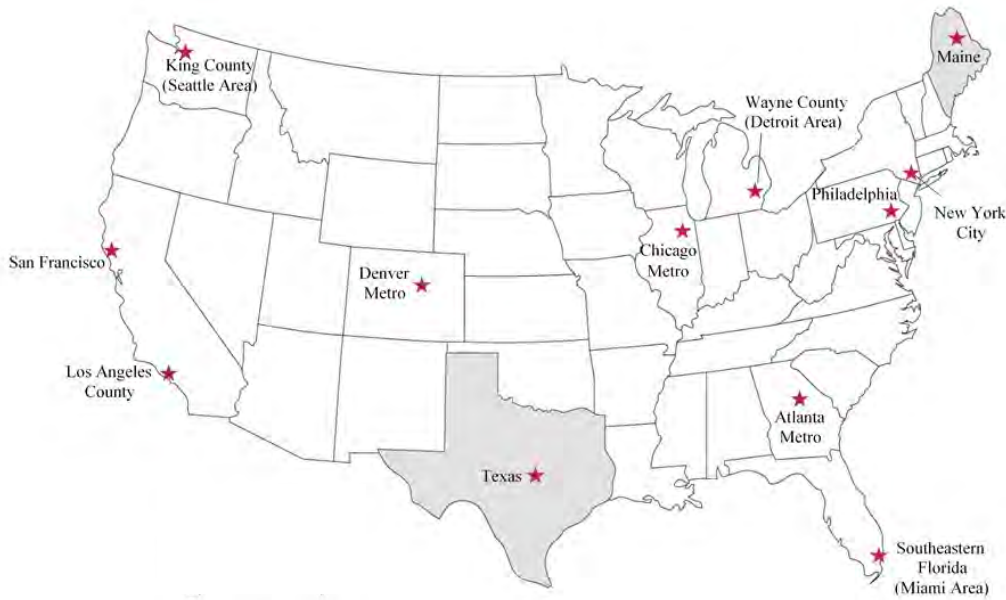 King County
(Seattle Area)
Maine
Wayne County
(Detroit Area)
Philadelphia
New York
City
San Francisco
Chicago
Metro
Denver
Metro
Los Angeles
County
Atlanta
Metro
Texas
Southeastern
Florida
(Miami Area)